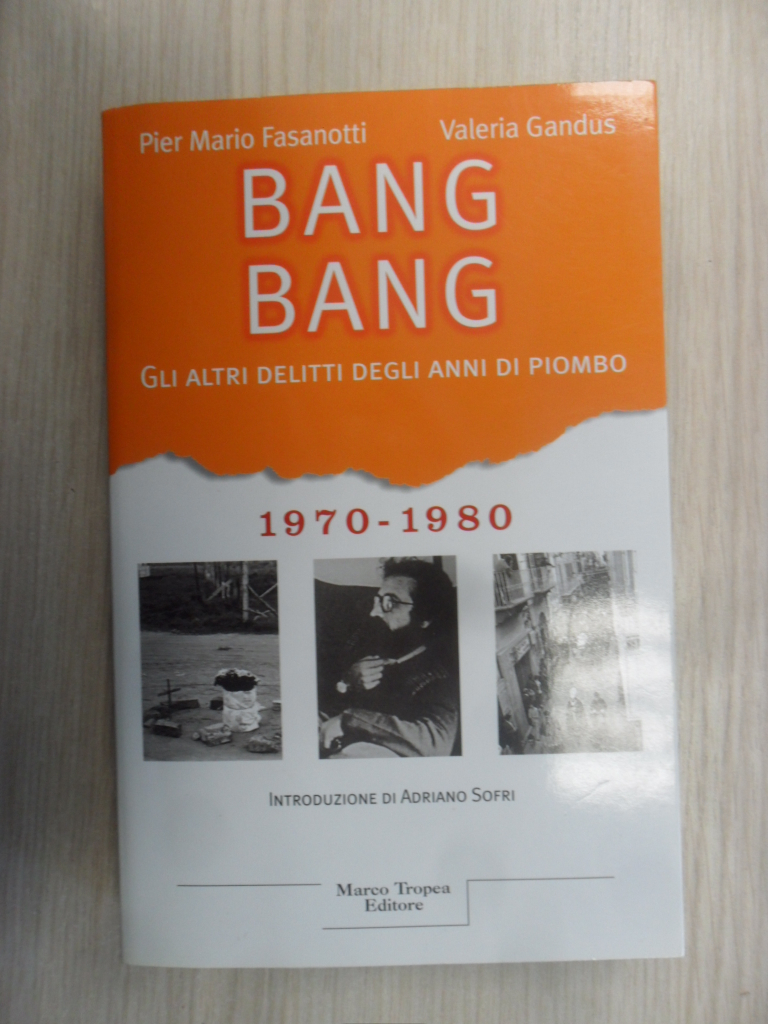 Pier Mario Fasanotti
Valeria Gandus
BANG
BANG
GLI ALTRI DELITTI DEGLI ANNI DI PIOMBO
1970-1980
INTRODUZIONE DI ADRIANO SOFRI
Marco Tropea
Editore